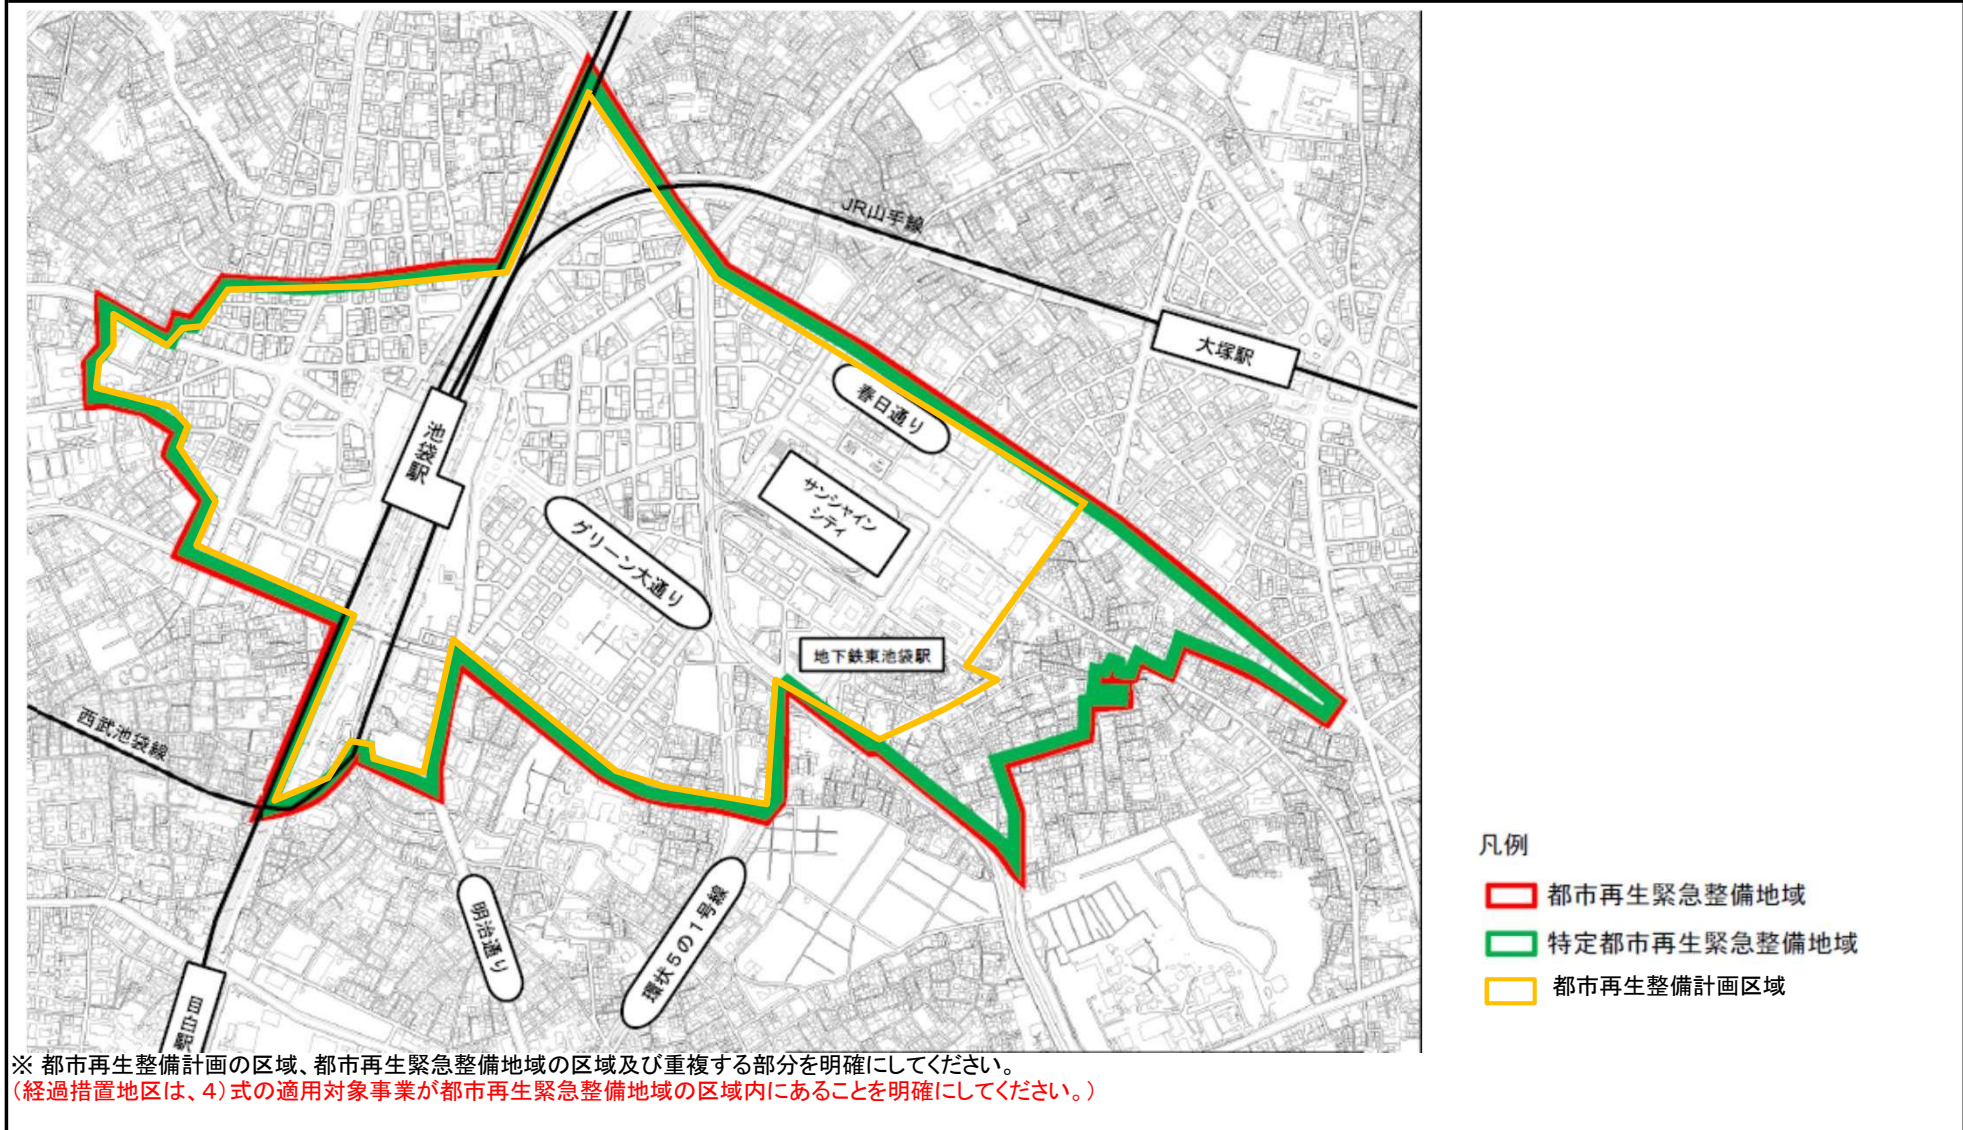 JR山手線
大塚駅
春日通り
池袋駅
サンシャイン
シティ
グリーン大通り
地下鉄東池袋駅
西武池袋線
明治通り
環状5の1号線
目白駅
凡例
都市再生緊急整備地域
特定都市再生緊急整備地域
都市再生整備計画区域
※ 都市再生整備計画の区域、都市再生緊急整備地域の区域及び重複する部分を明確にしてください。
（経過措置地区は、4）式の適用対象事業が都市再生緊急整備地域の区域内にあることを明確にしてください。）